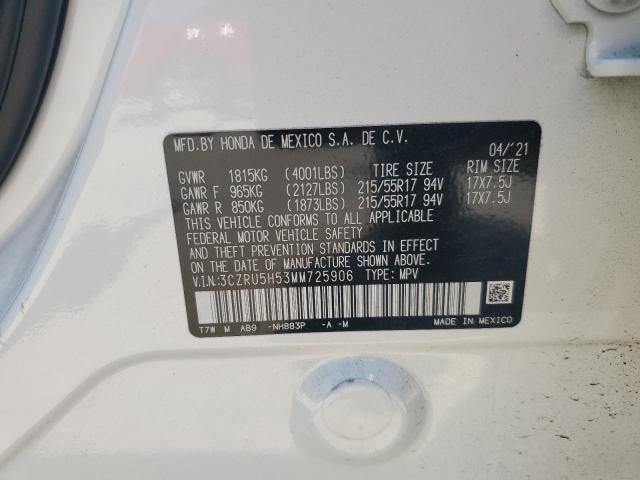 MFD.BY HONDA DE MEXICO S.A. DE C.V. 04/'21
GVWR 1815KG (4001LBS) TIRE SIZE RIM SIZE
GAWR F 965KG (2127LBS) 215/55R17 94V 17X7.5J
GAWR R 850KG (1873LBS) 215/55R17 94V 17X7.5J
THIS VEHICLE CONFORMS TO ALL APPLICABLE
FEDERAL MOTOR VEHICLE SAFETY
AND THEFT PREVENTION STANDARDS IN EFFECT
ON THE DATE OF MANUFACTURE SHOWN ABOVE.
V.I.N:3CZRU5H53MM725906 TYPE: MPV
T7W M AB9 -NH883P -A -M MADE IN MEXICO